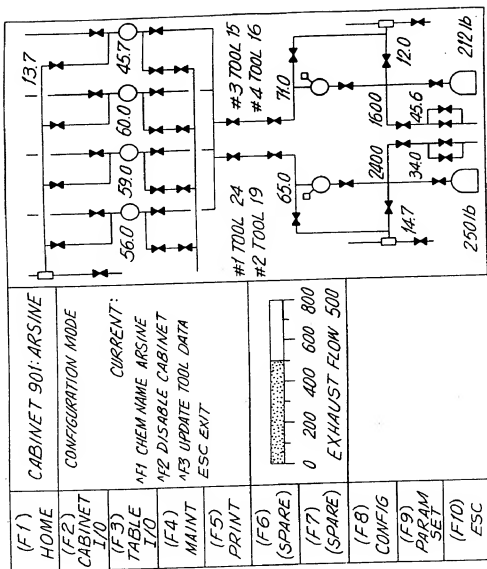 (F1)
HOME
(F2)
CABINET
I/O
(F3)
TABLE
I/O
(F4)
MAINT
(F5)
PRINT
(F6)
(SPARE)
(F7)
(SPARE)
(F8)
CONFIG
(F9)
PARAM
SET
(F10)
ESC
CABINET 901: ARSINE
CONFIGURATION MODE
CURRENT:
^F1 CHEM NAME ARSINE
^F2 DISABLE CABINET
^F3 UPDATE TOOL DATA
ESC EXIT
0 200 400 600 800
EXHAUST FLOW 500
13.7
56.0
59.0
60.0
45.7
#1 TOOL 24
#2 TOOL 19
#3 TOOL 15
#4 TOOL 16
65.0
71.0
14.7
2400
1600
12.0
34.0
45.6
250 lb
212 lb